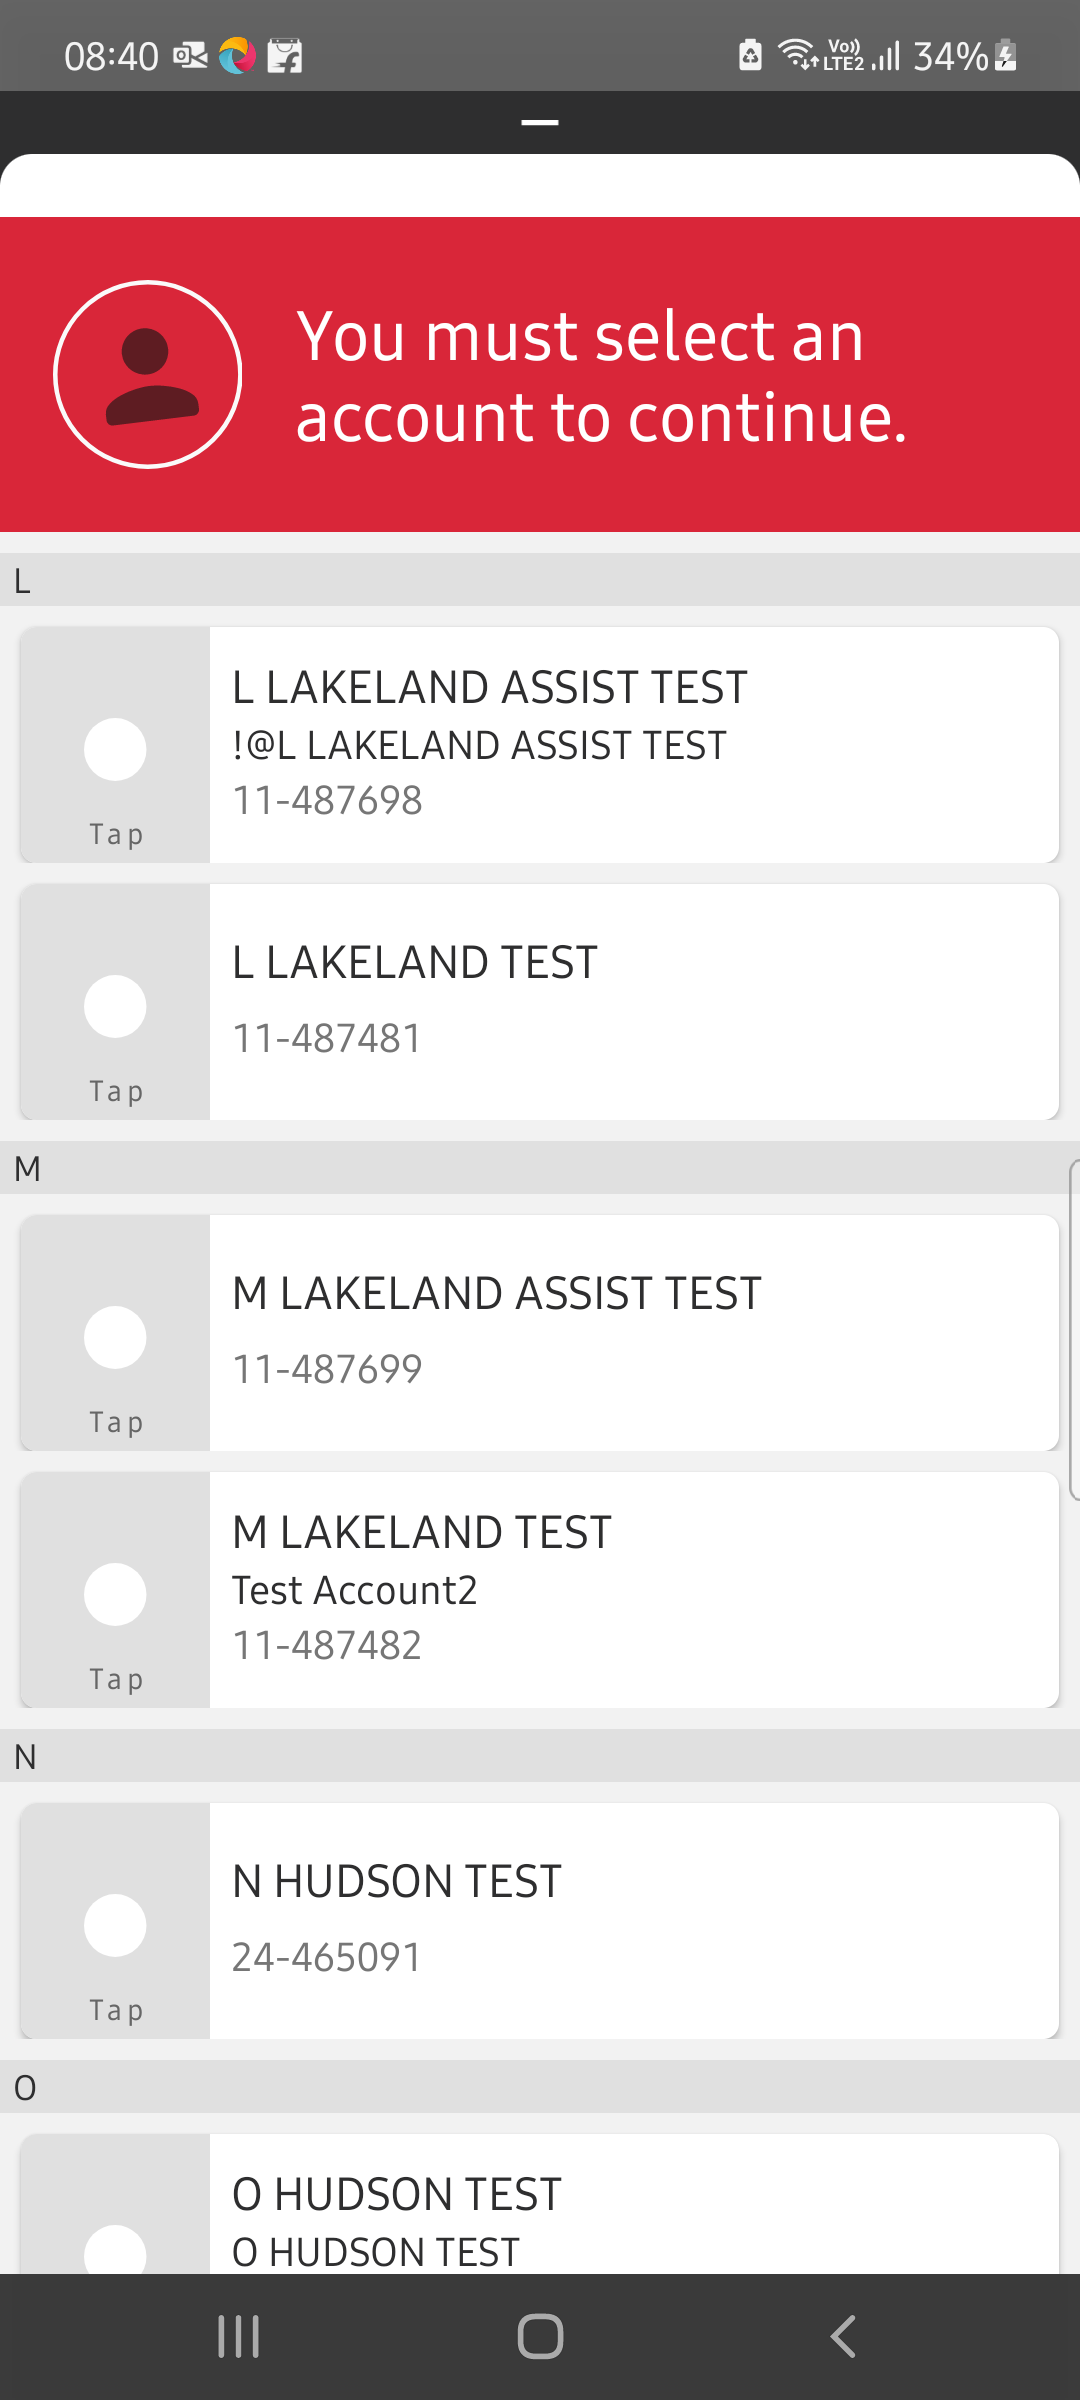 08:40
Vo)) LTE2 34%
You must select an
account to continue.
L
L LAKELAND ASSIST TEST
!@L LAKELAND ASSIST TEST
11-487698
Tap
L LAKELAND TEST
11-487481
Tap
M
M LAKELAND ASSIST TEST
11-487699
Tap
M LAKELAND TEST
Test Account2
11-487482
Tap
N
N HUDSON TEST
24-465091
Tap
O
O HUDSON TEST
O HUDSON TEST